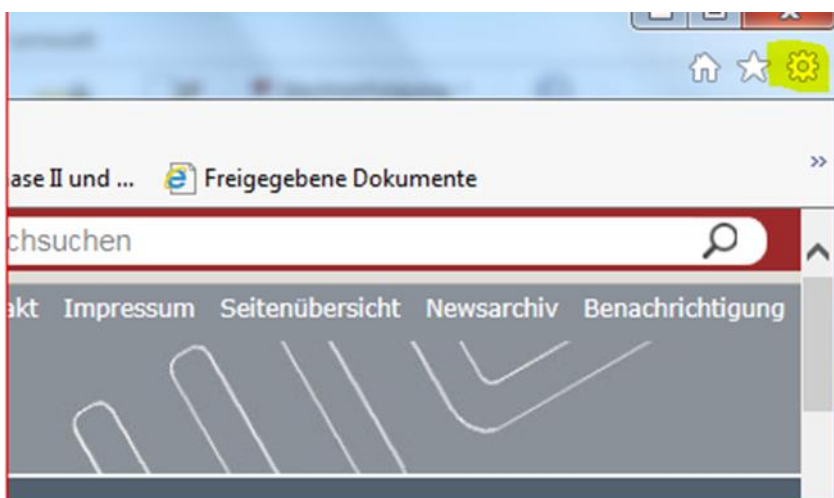 ase II und ... Freigegebene Dokumente »
chsuchen
akt Impressum Seitenübersicht Newsarchiv Benachrichtigung